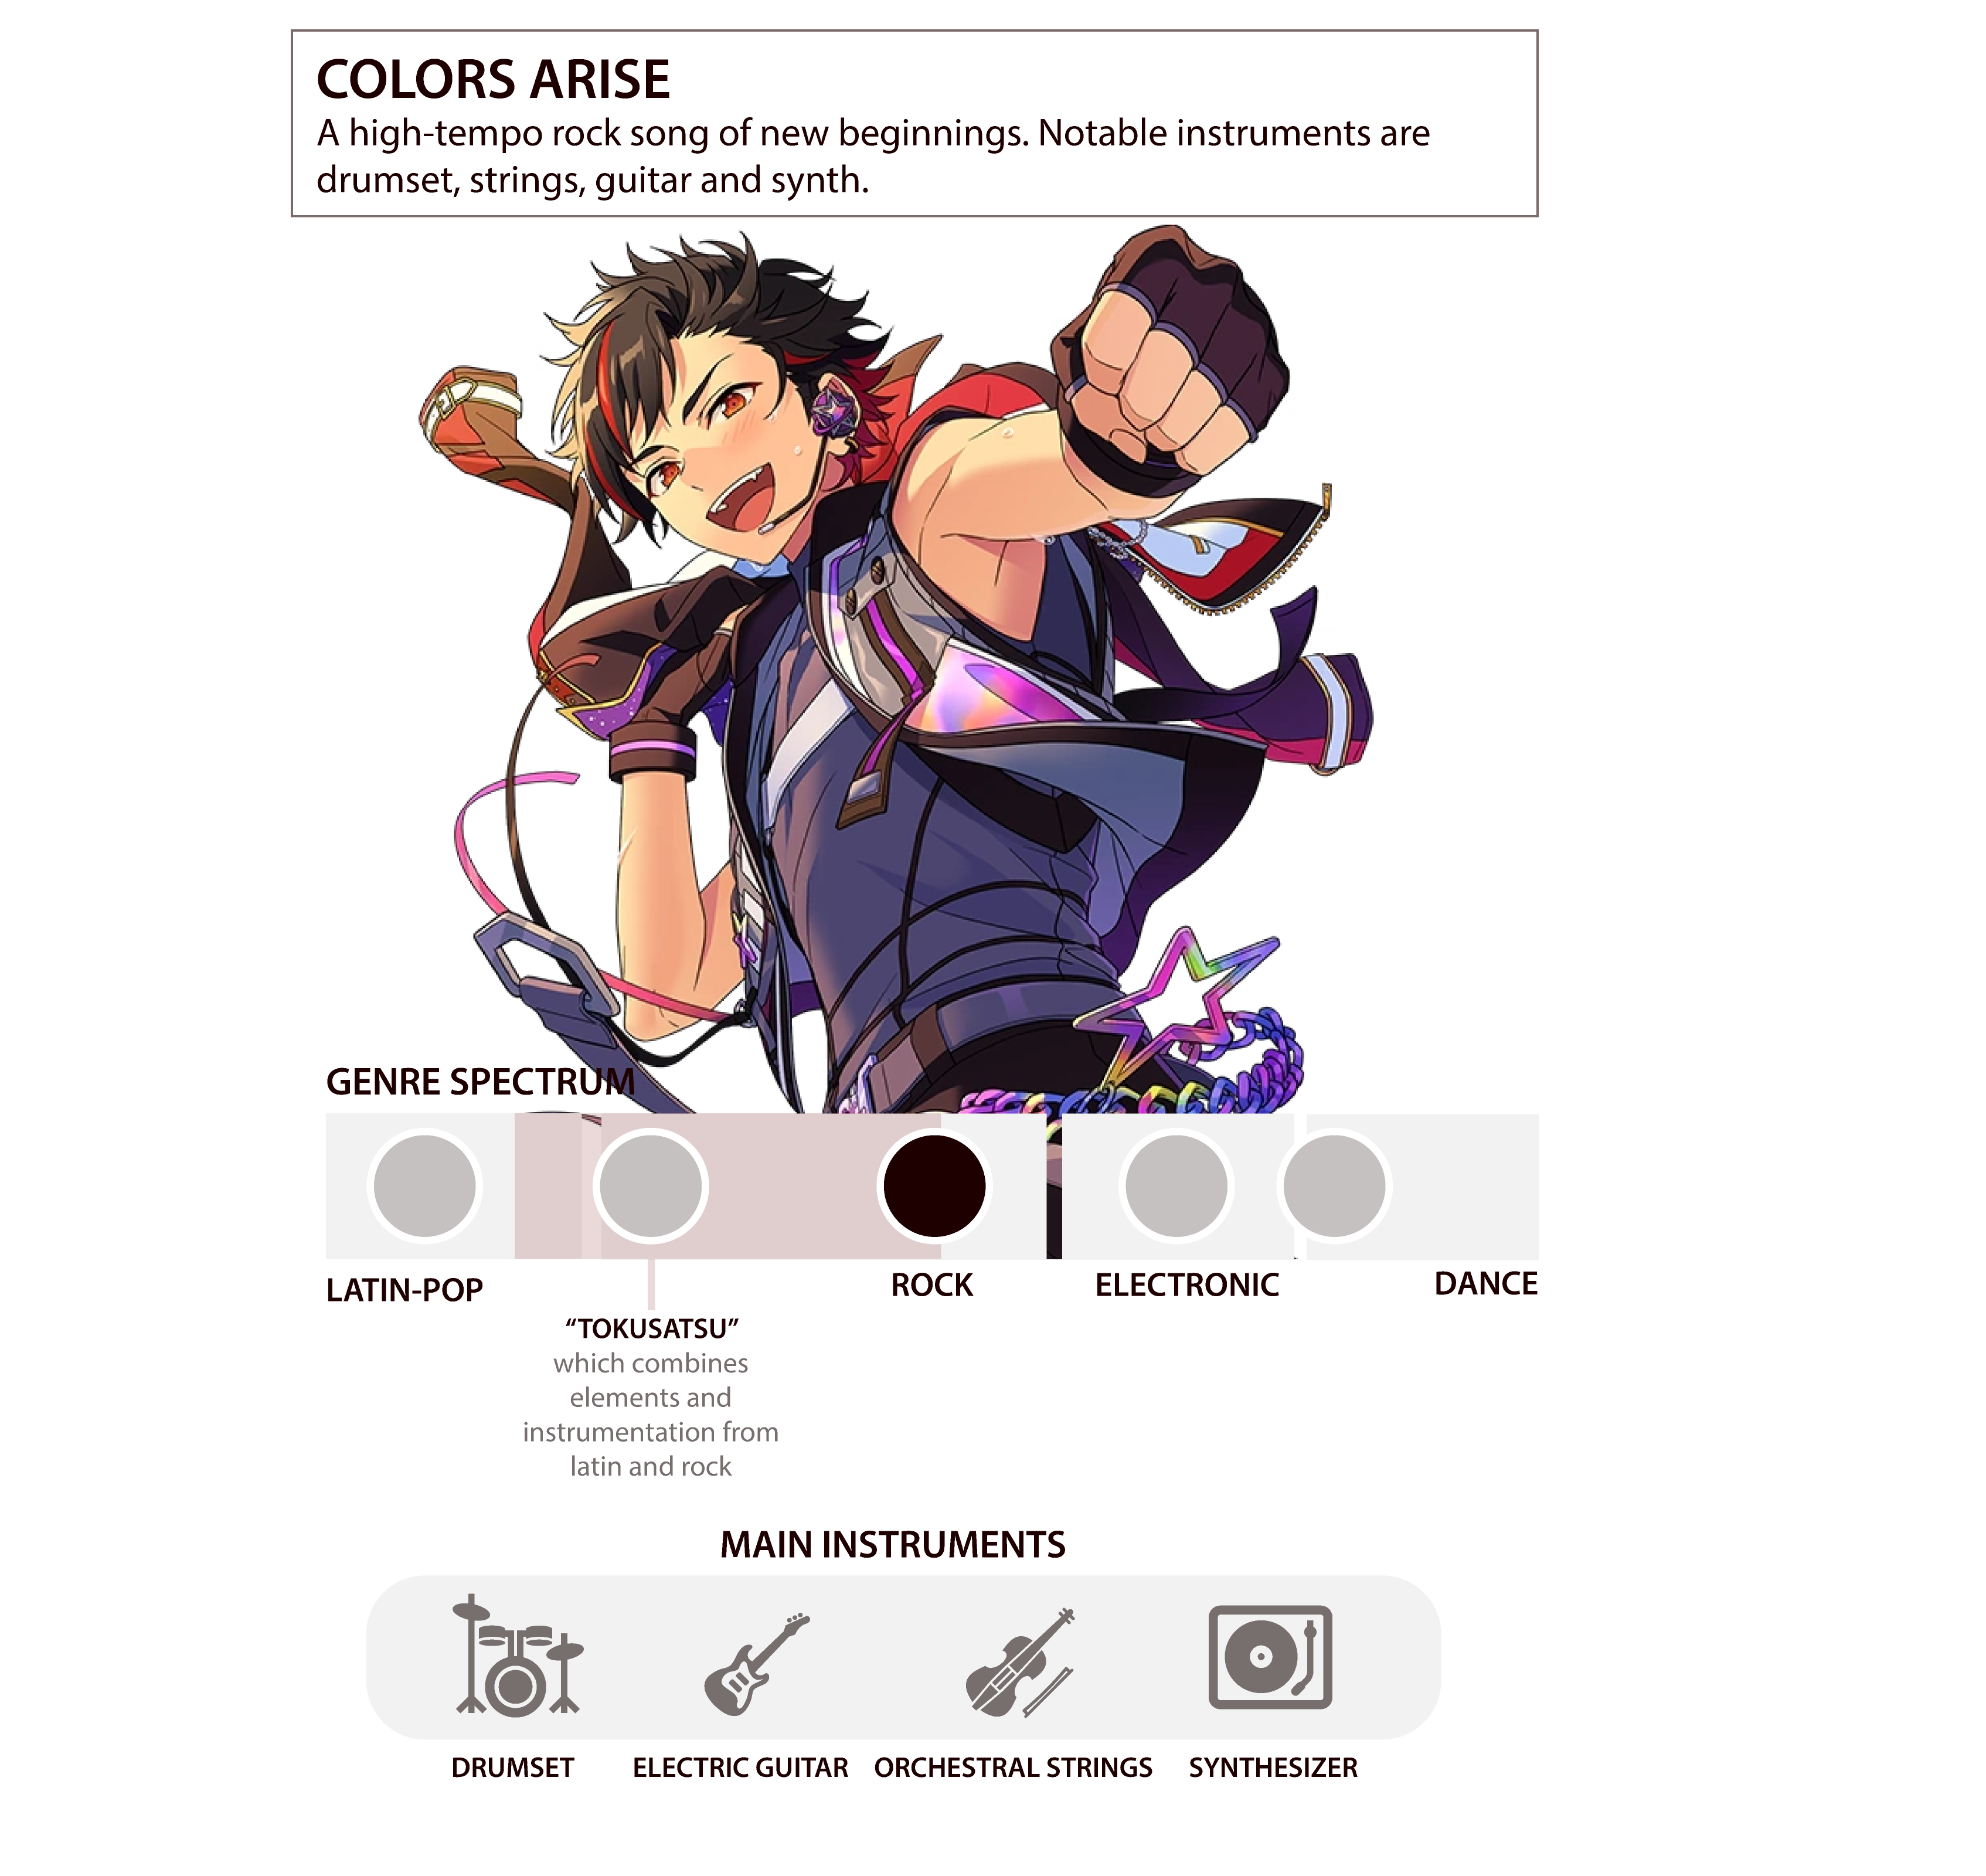 COLORS ARISE
A high-tempo rock song of new beginnings. Notable instruments are
drumset, strings, guitar and synth.
GENRE SPECTRUM
LATIN-POP
ROCK
ELECTRONIC
DANCE
“TOKUSATSU”
which combines
elements and
instrumentation from
latin and rock
MAIN INSTRUMENTS
DRUMSET
ELECTRIC GUITAR
ORCHESTRAL STRINGS
SYNTHESIZER